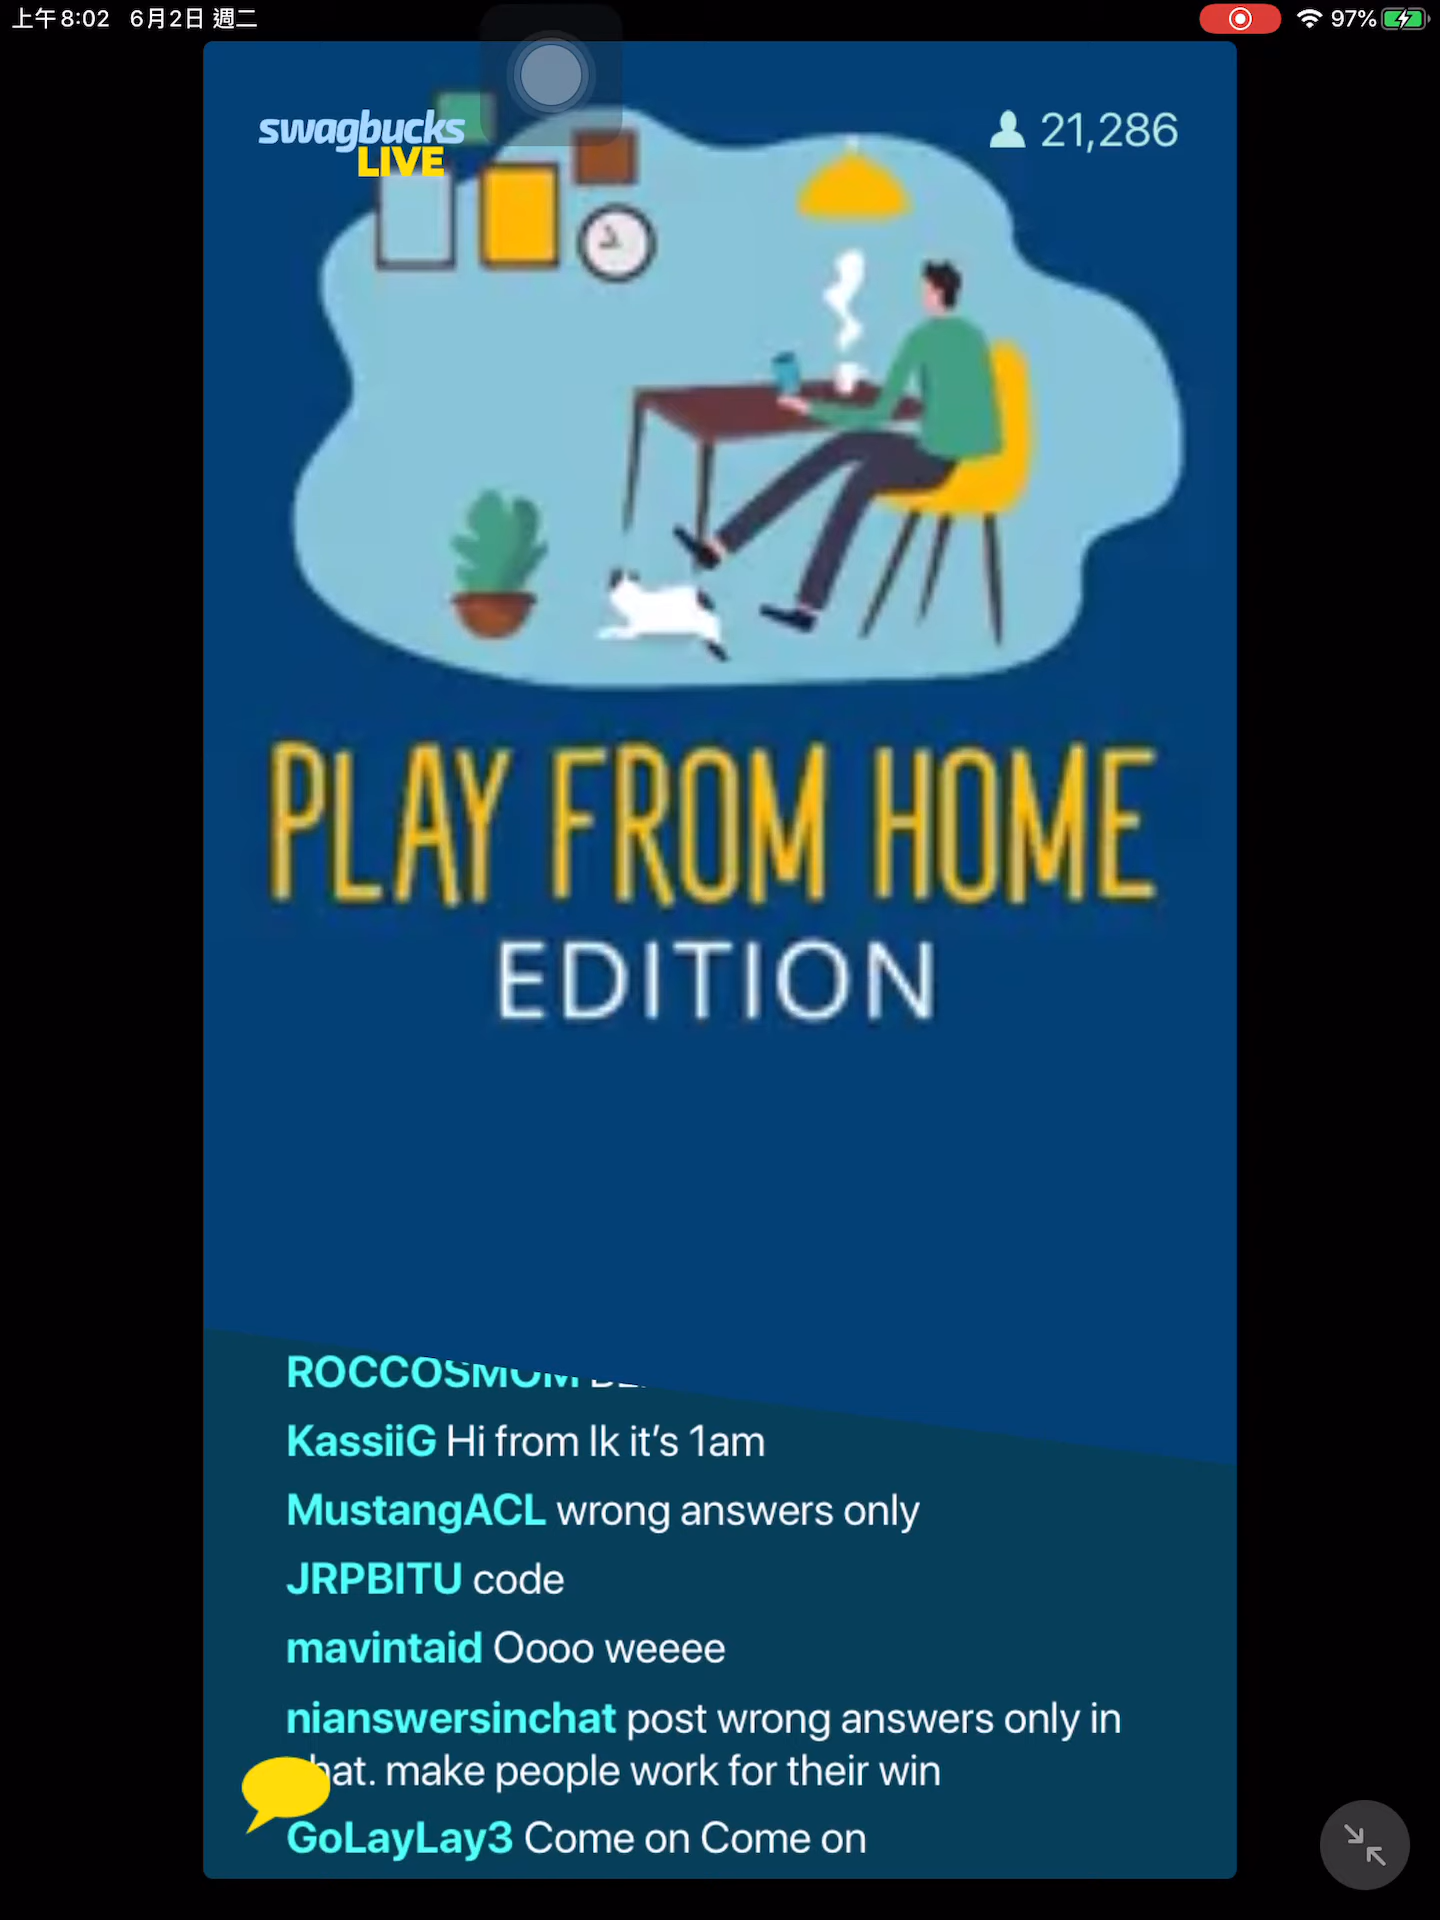 上午8:02 6月2日 週二
97%
swagbucks
LIVE
21,286
PLAY FROM HOME
EDITION
ROCCOSMOM
KassiiG Hi from lk it's 1am
MustangACL wrong answers only
JRPBITU code
mavintaid Oooo weeee
nianswersinchat post wrong answers only in
hat. make people work for their win
GoLayLay3 Come on Come on